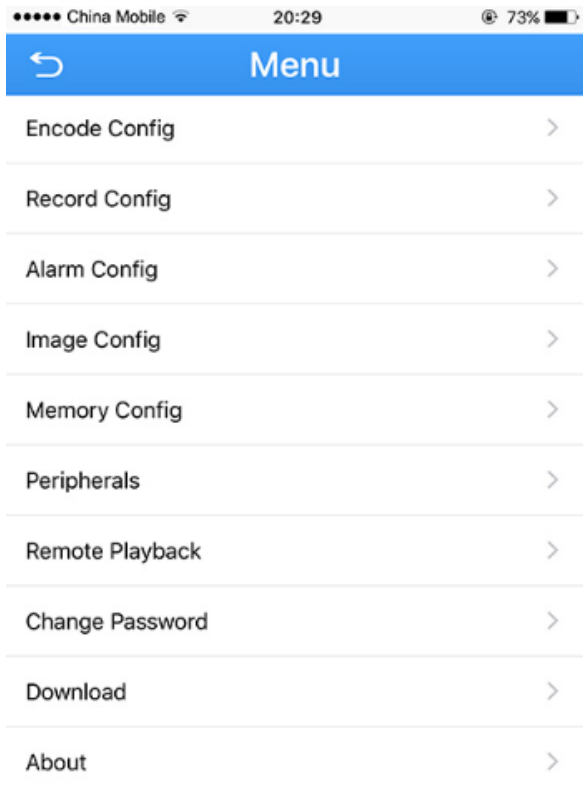 China Mobile 20:29 73%
Menu
Encode Config
Record Config
Alarm Config
Image Config
Memory Config
Peripherals
Remote Playback
Change Password
Download
About